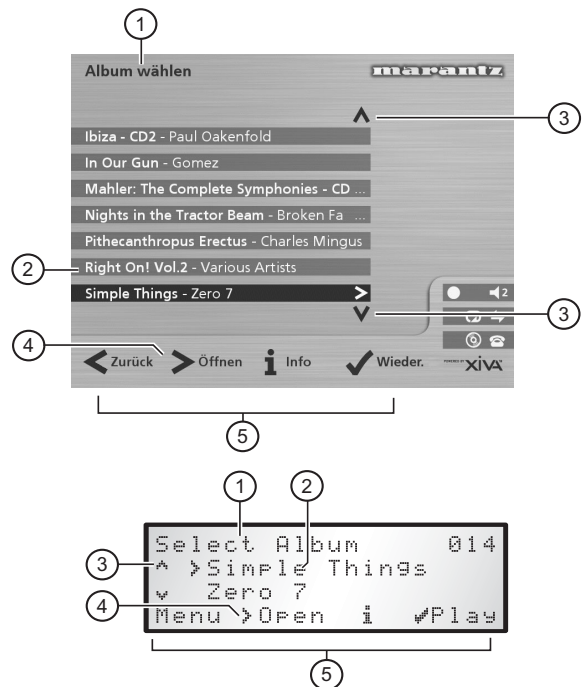 1
Album wählen marantz
3
Ibiza - CD2 - Paul Oakenfold
In Our Gun - Gomez
Mahler: The Complete Symphonies - CD ...
Nights in the Tractor Beam - Broken Fa ...
Pithecanthropus Erectus - Charles Mingus
2 Right On! Vol.2 - Various Artists
Simple Things - Zero 7 > 2
3
4
Zurück Öffnen i Info Wieder. POWERED BY XiVA
5
1 2
Select Album 014
3 ^ >Simple Things
v Zero 7
4 Menu >Open i ✓Play
5